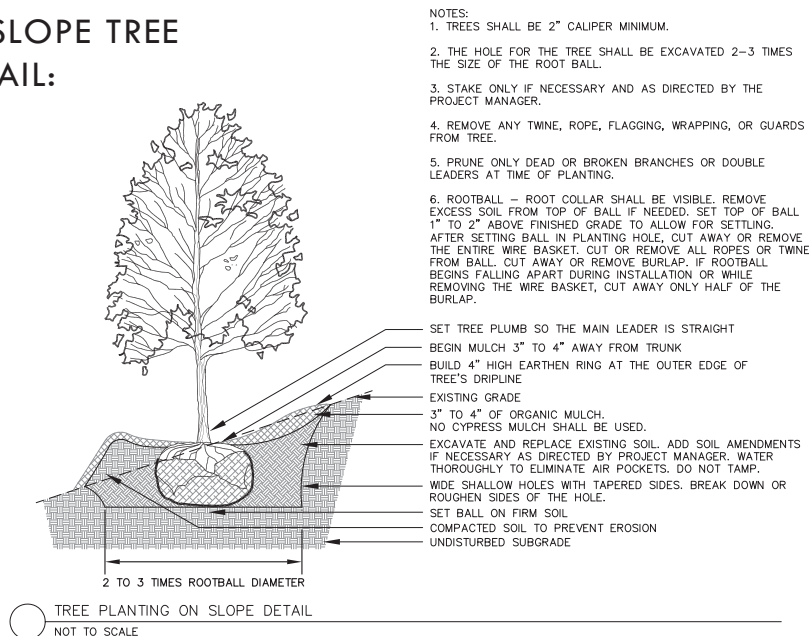 SLOPE TREE
AIL:
NOTES:
1. TREES SHALL BE 2” CALIPER MINIMUM.
2. THE HOLE FOR THE TREE SHALL BE EXCAVATED 2–3 TIMES
THE SIZE OF THE ROOT BALL.
3. STAKE ONLY IF NECESSARY AND AS DIRECTED BY THE
PROJECT MANAGER.
4. REMOVE ANY TWINE, ROPE, FLAGGING, WRAPPING, OR GUARDS
FROM TREE.
5. PRUNE ONLY DEAD OR BROKEN BRANCHES OR DOUBLE
LEADERS AT TIME OF PLANTING.
6. ROOTBALL – ROOT COLLAR SHALL BE VISIBLE. REMOVE
EXCESS SOIL FROM TOP OF BALL IF NEEDED. SET TOP OF BALL
1” TO 2” ABOVE FINISHED GRADE TO ALLOW FOR SETTLING.
AFTER SETTING BALL IN PLANTING HOLE, CUT AWAY OR REMOVE
THE ENTIRE WIRE BASKET. CUT OR REMOVE ALL ROPES OR TWINE
FROM BALL. CUT AWAY OR REMOVE BURLAP. IF ROOTBALL
BEGINS FALLING APART DURING INSTALLATION OR WHILE
REMOVING THE WIRE BASKET, CUT AWAY ONLY HALF OF THE
BURLAP.
SET TREE PLUMB SO THE MAIN LEADER IS STRAIGHT
BEGIN MULCH 3” TO 4” AWAY FROM TRUNK
BUILD 4” HIGH EARTHEN RING AT THE OUTER EDGE OF
TREE’S DRIPLINE
EXISTING GRADE
3” TO 4” OF ORGANIC MULCH.
NO CYPRESS MULCH SHALL BE USED.
EXCAVATE AND REPLACE EXISTING SOIL. ADD SOIL AMENDMENTS
IF NECESSARY AS DIRECTED BY PROJECT MANAGER. WATER
THOROUGHLY TO ELIMINATE AIR POCKETS. DO NOT TAMP.
WIDE SHALLOW HOLES WITH TAPERED SIDES. BREAK DOWN OR
ROUGHEN SIDES OF THE HOLE.
SET BALL ON FIRM SOIL
COMPACTED SOIL TO PREVENT EROSION
UNDISTURBED SUBGRADE
2 TO 3 TIMES ROOTBALL DIAMETER
TREE PLANTING ON SLOPE DETAIL
NOT TO SCALE